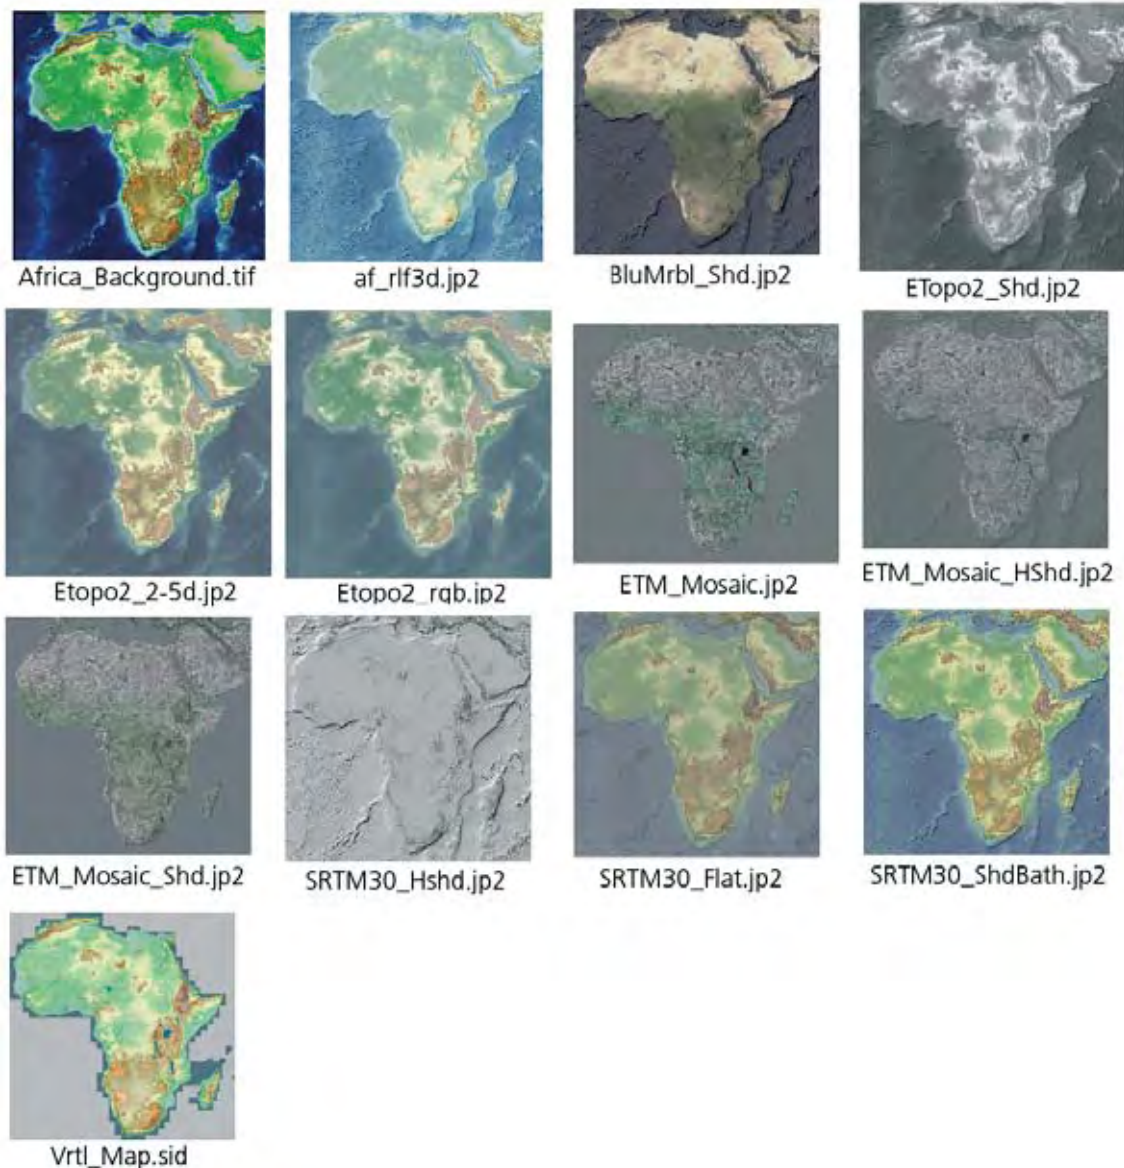 Africa_Background.tif
af_rlf3d.jp2
BluMrbl_Shd.jp2
ETopo2_Shd.jp2
Etopo2_2-5d.jp2
Etopo2_rgb.jp2
ETM_Mosaic.jp2
ETM_Mosaic_HShd.jp2
ETM_Mosaic_Shd.jp2
SRTM30_Hshd.jp2
SRTM30_Flat.jp2
SRTM30_ShdBath.jp2
Vrtl_Map.sid